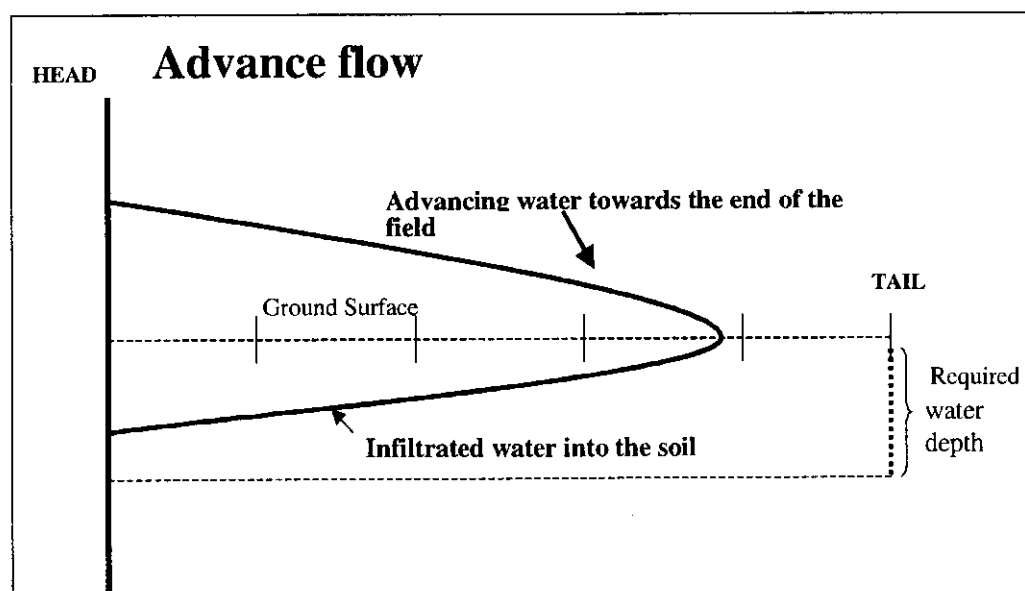 Advance flow
HEAD
Advancing water towards the end of the
field
TAIL
Ground Surface
Required
water
depth
Infiltrated water into the soil